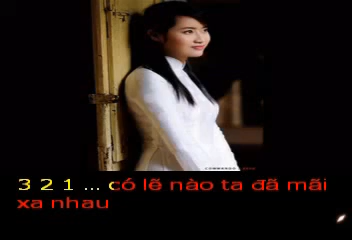 3 2 1 ... có lẽ nào ta đã mãi
xa nhau